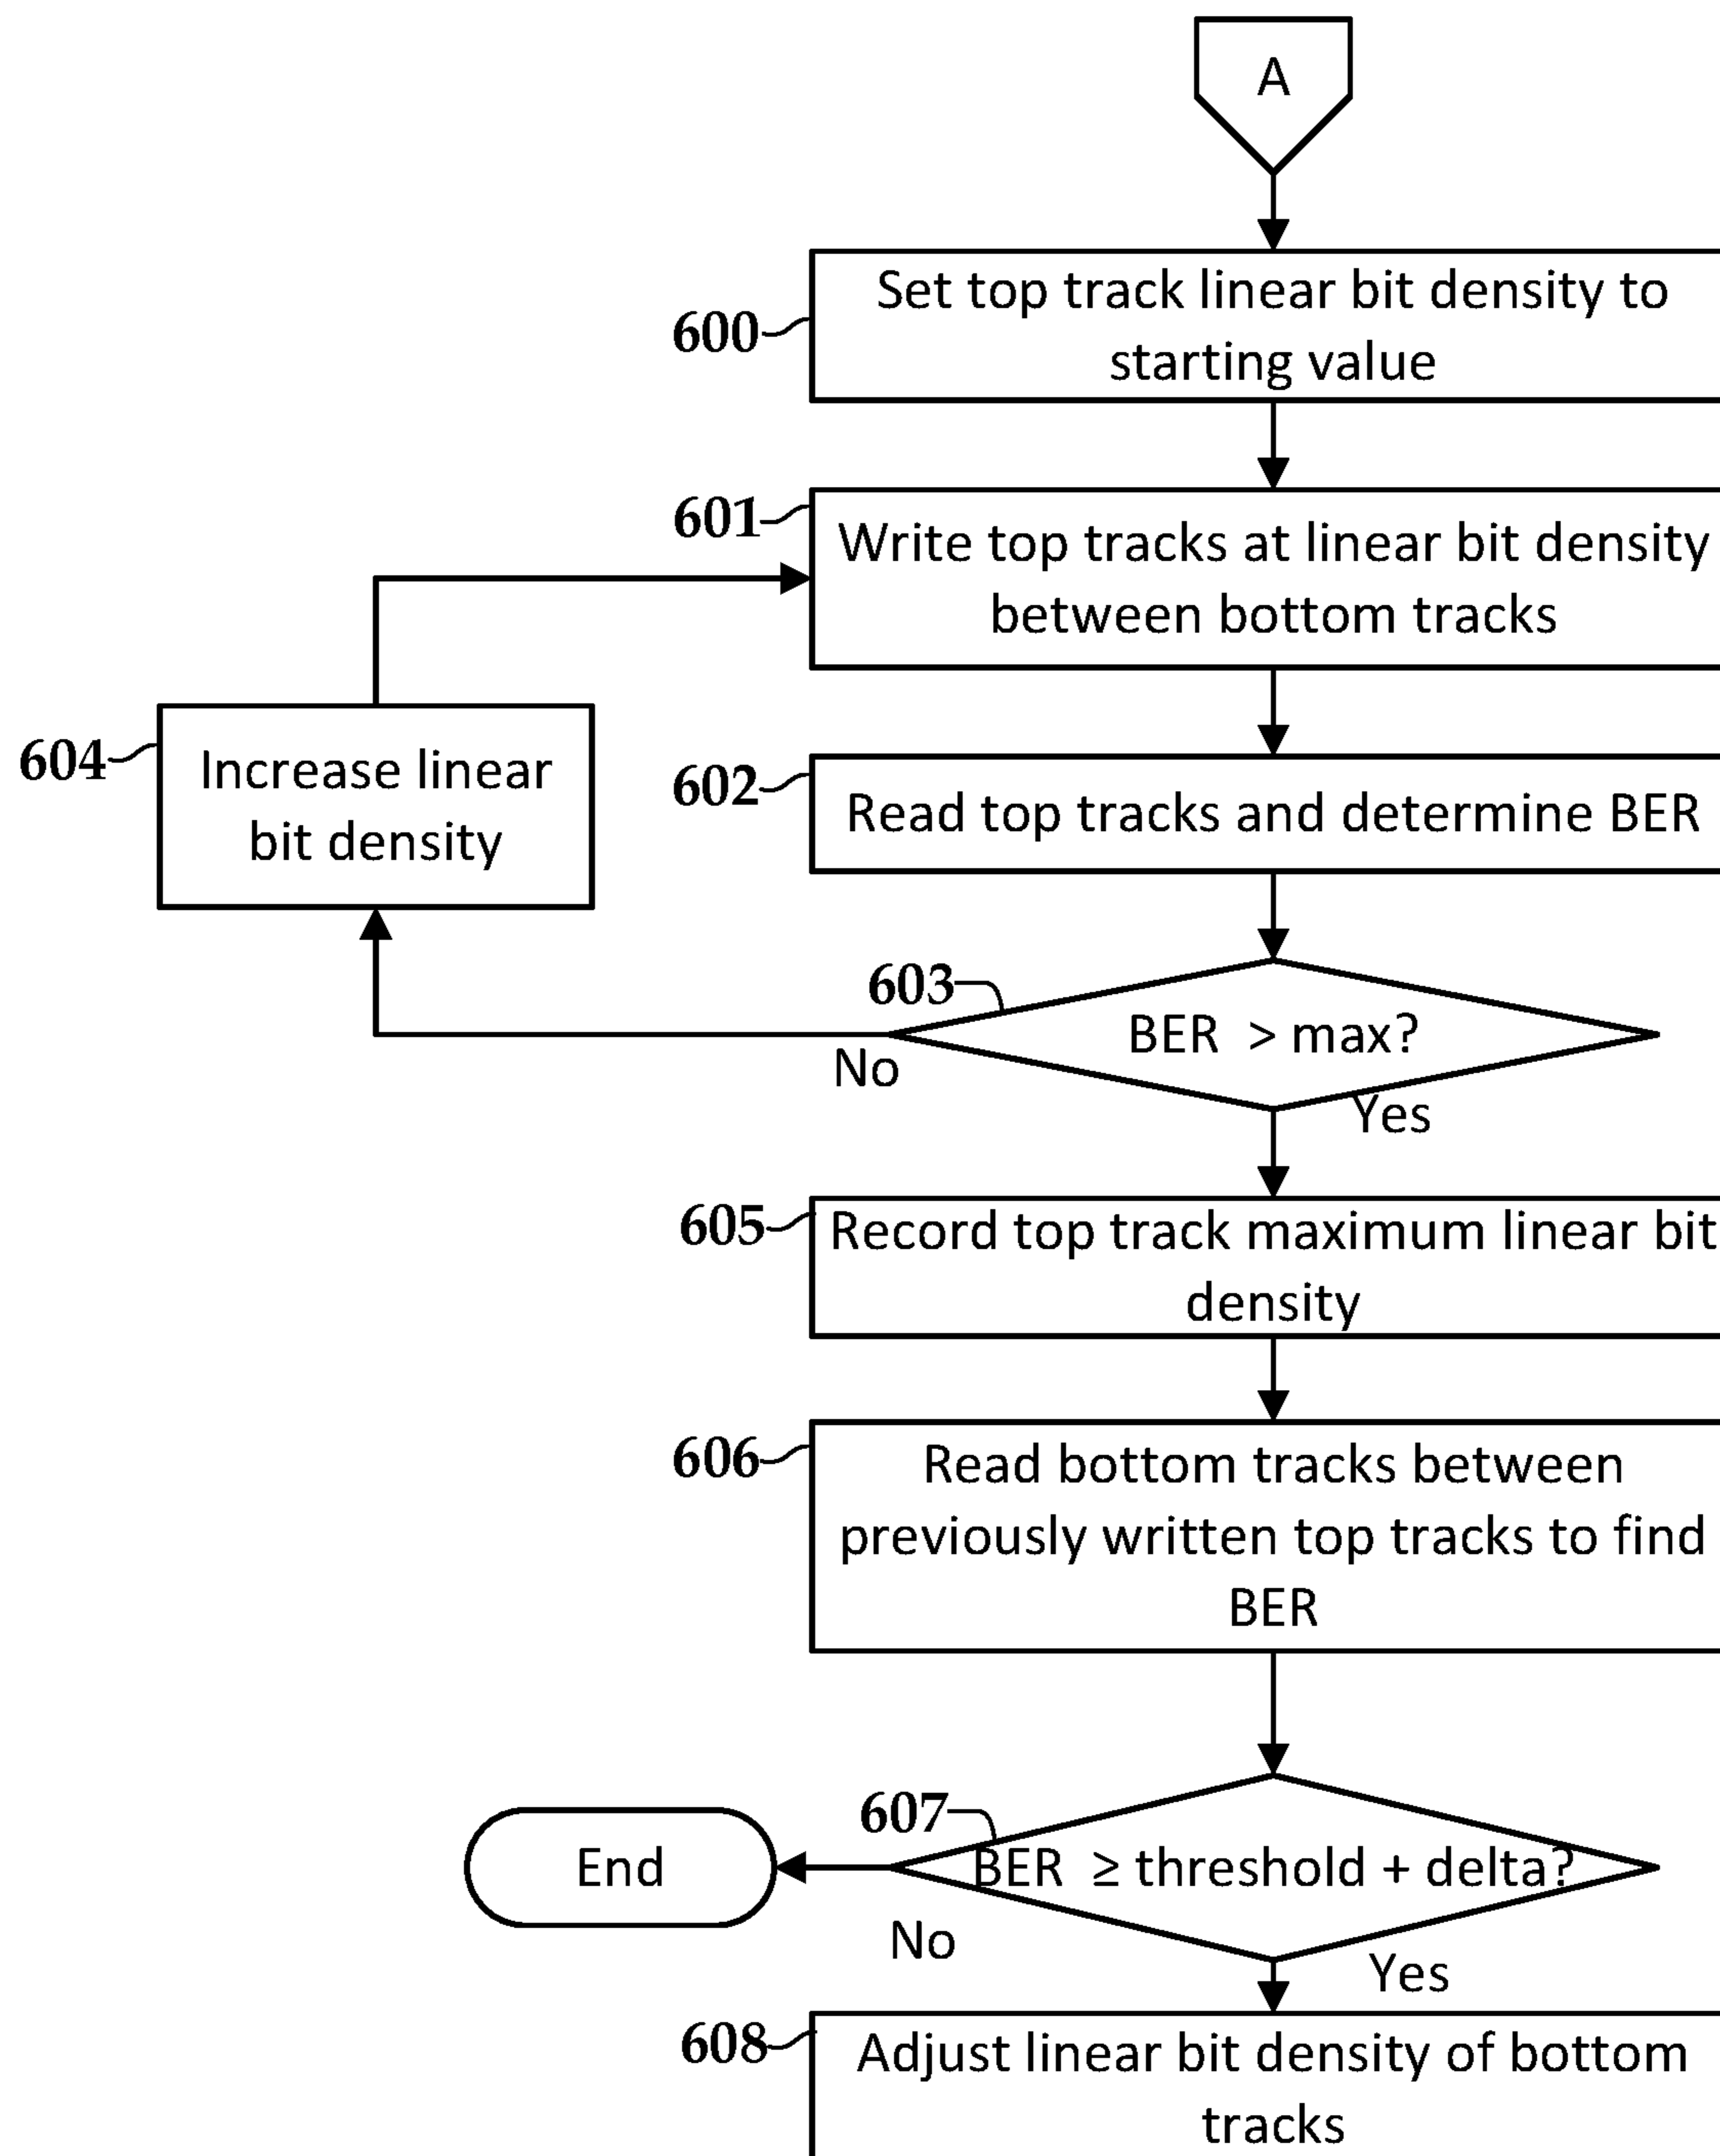 A
600
Set top track linear bit density to
starting value
601
Write top tracks at linear bit density
between bottom tracks
604
Increase linear
bit density
602
Read top tracks and determine BER
603
BER > max?
No
Yes
605
Record top track maximum linear bit
density
606
Read bottom tracks between
previously written top tracks to find
BER
607
End
BER ≥ threshold + delta?
No
Yes
608
Adjust linear bit density of bottom
tracks